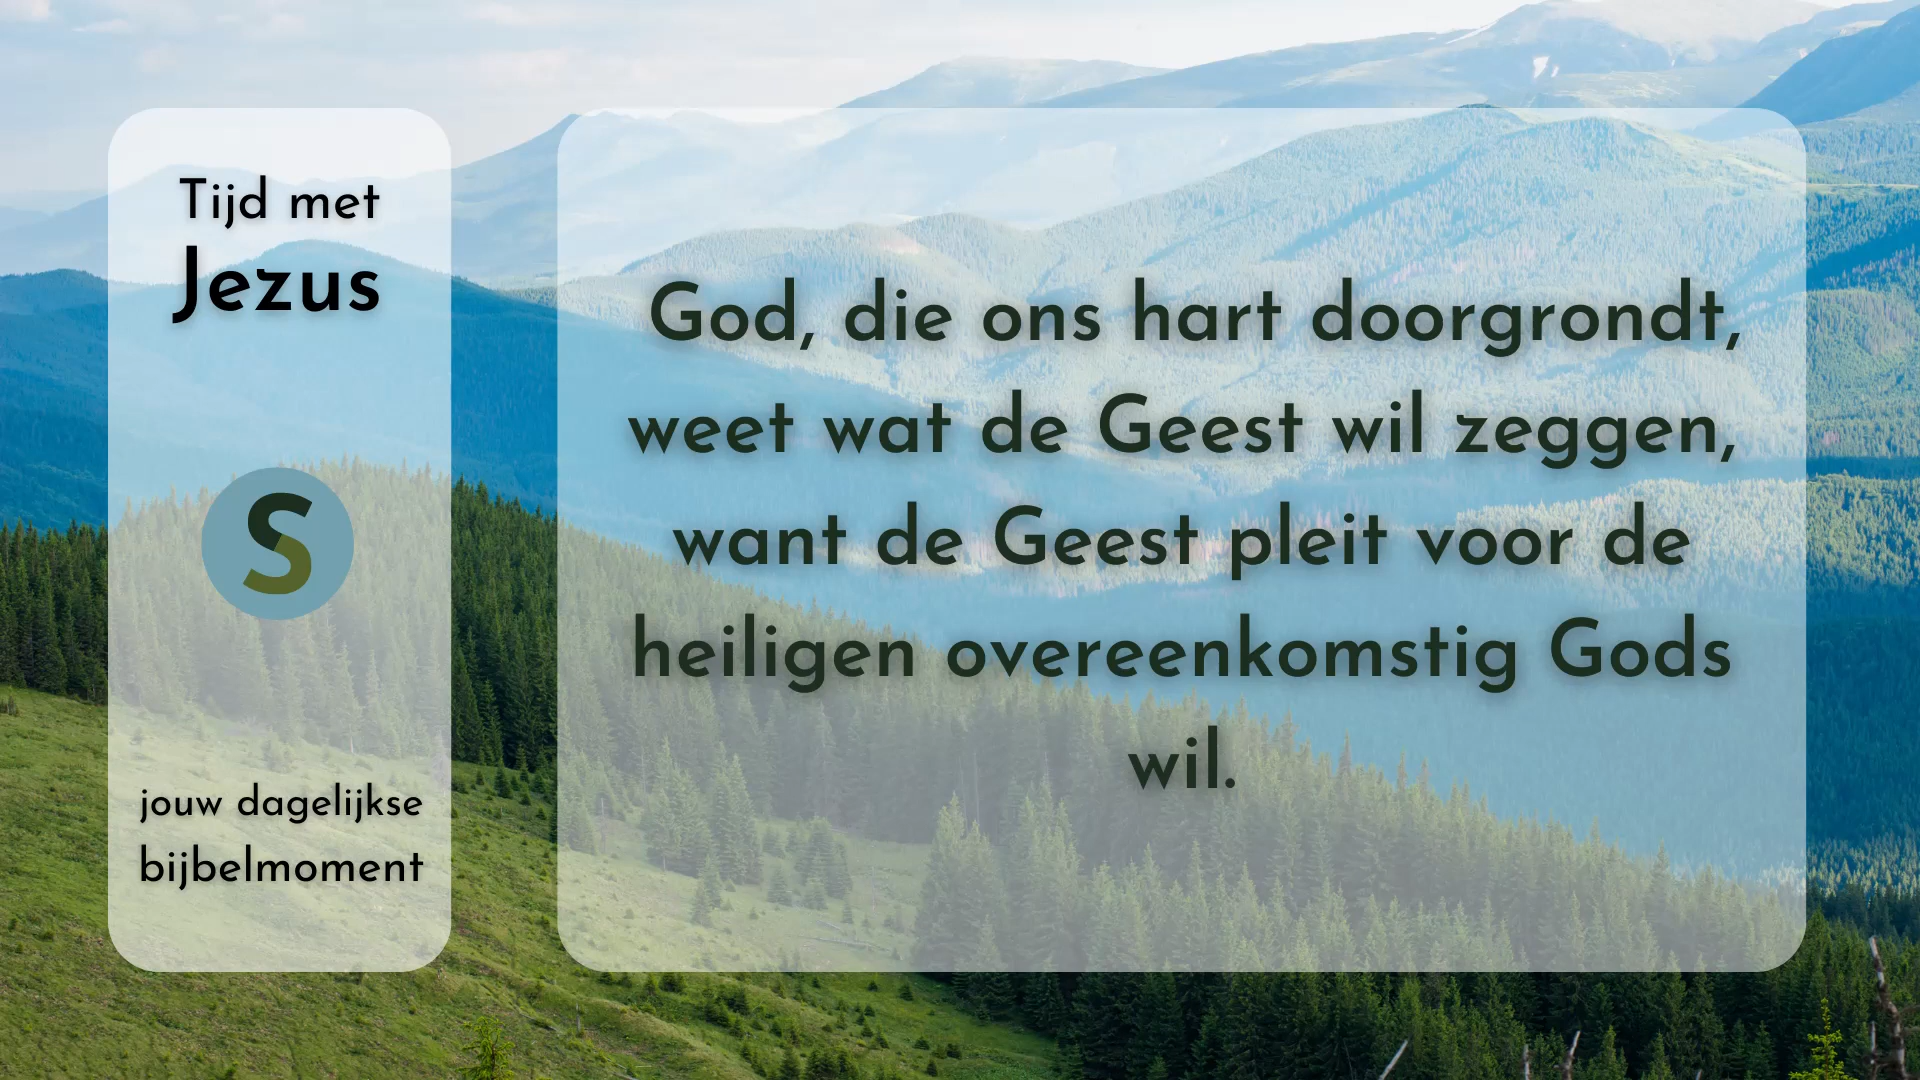 Tijd met
Jezus
S
jouw dagelijkse
bijbelmoment
God, die ons hart doorgrondt,
weet wat de Geest wil zeggen,
want de Geest pleit voor de
heiligen overeenkomstig Gods
wil.